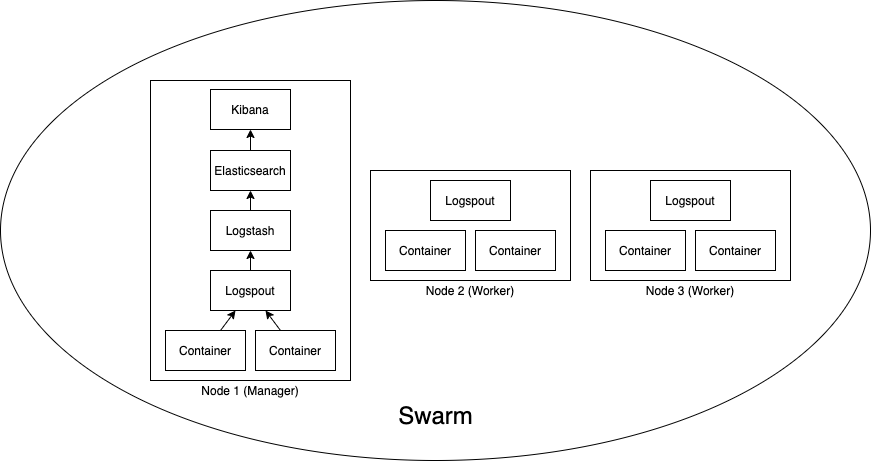 Kibana
Elasticsearch
Logstash
Logspout
Container Container
Node 1 (Manager)
Logspout
Container Container
Node 2 (Worker)
Logspout
Container Container
Node 3 (Worker)
Swarm